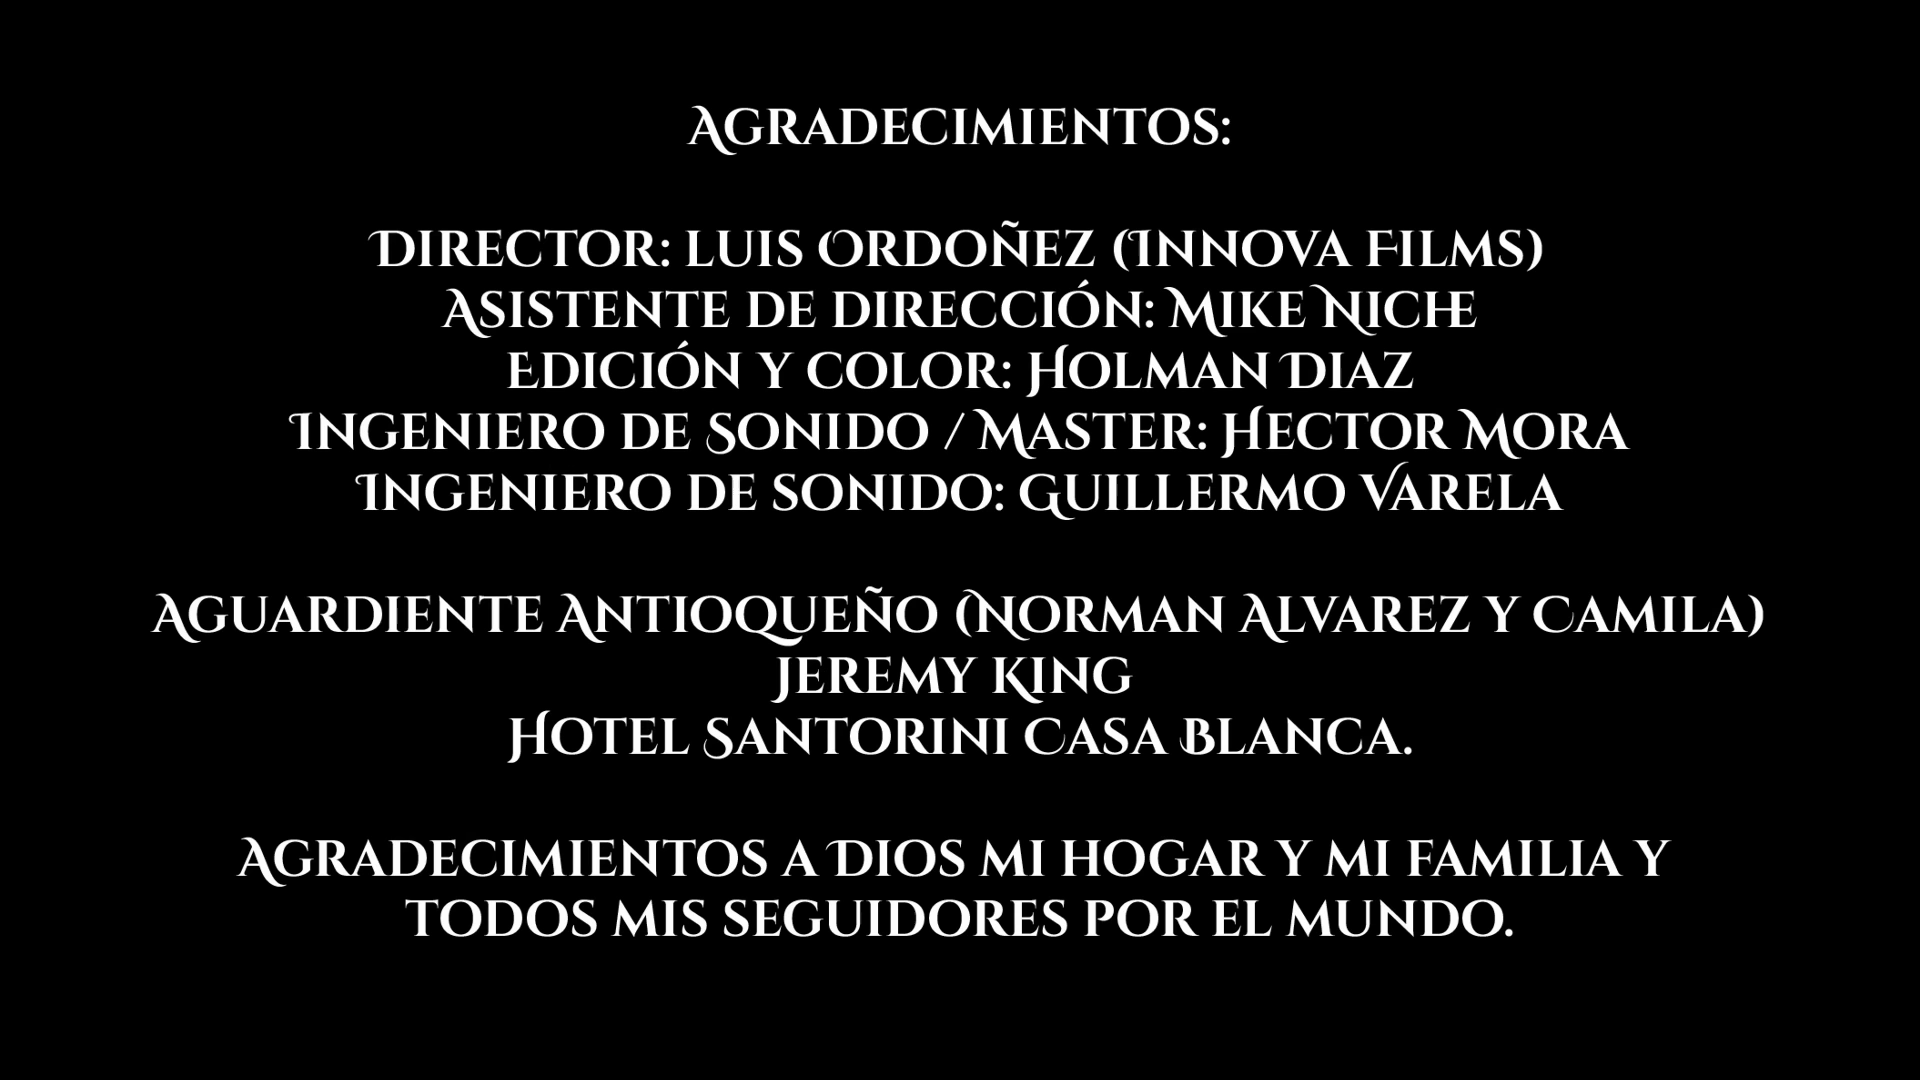 Agradecimientos:
Director: Luis Ordoñez (Innova Films)
Asistente de dirección: Mike Niche
Edición y color: Holman Diaz
Ingeniero de Sonido / Master: Hector Mora
Ingeniero de sonido: Guillermo Varela
Aguardiente Antioqueño (Norman Alvarez y Camila)
Jeremy King
Hotel Santorini Casa Blanca.
Agradecimientos a Dios mi hogar y mi familia y
todos mis seguidores por el mundo.